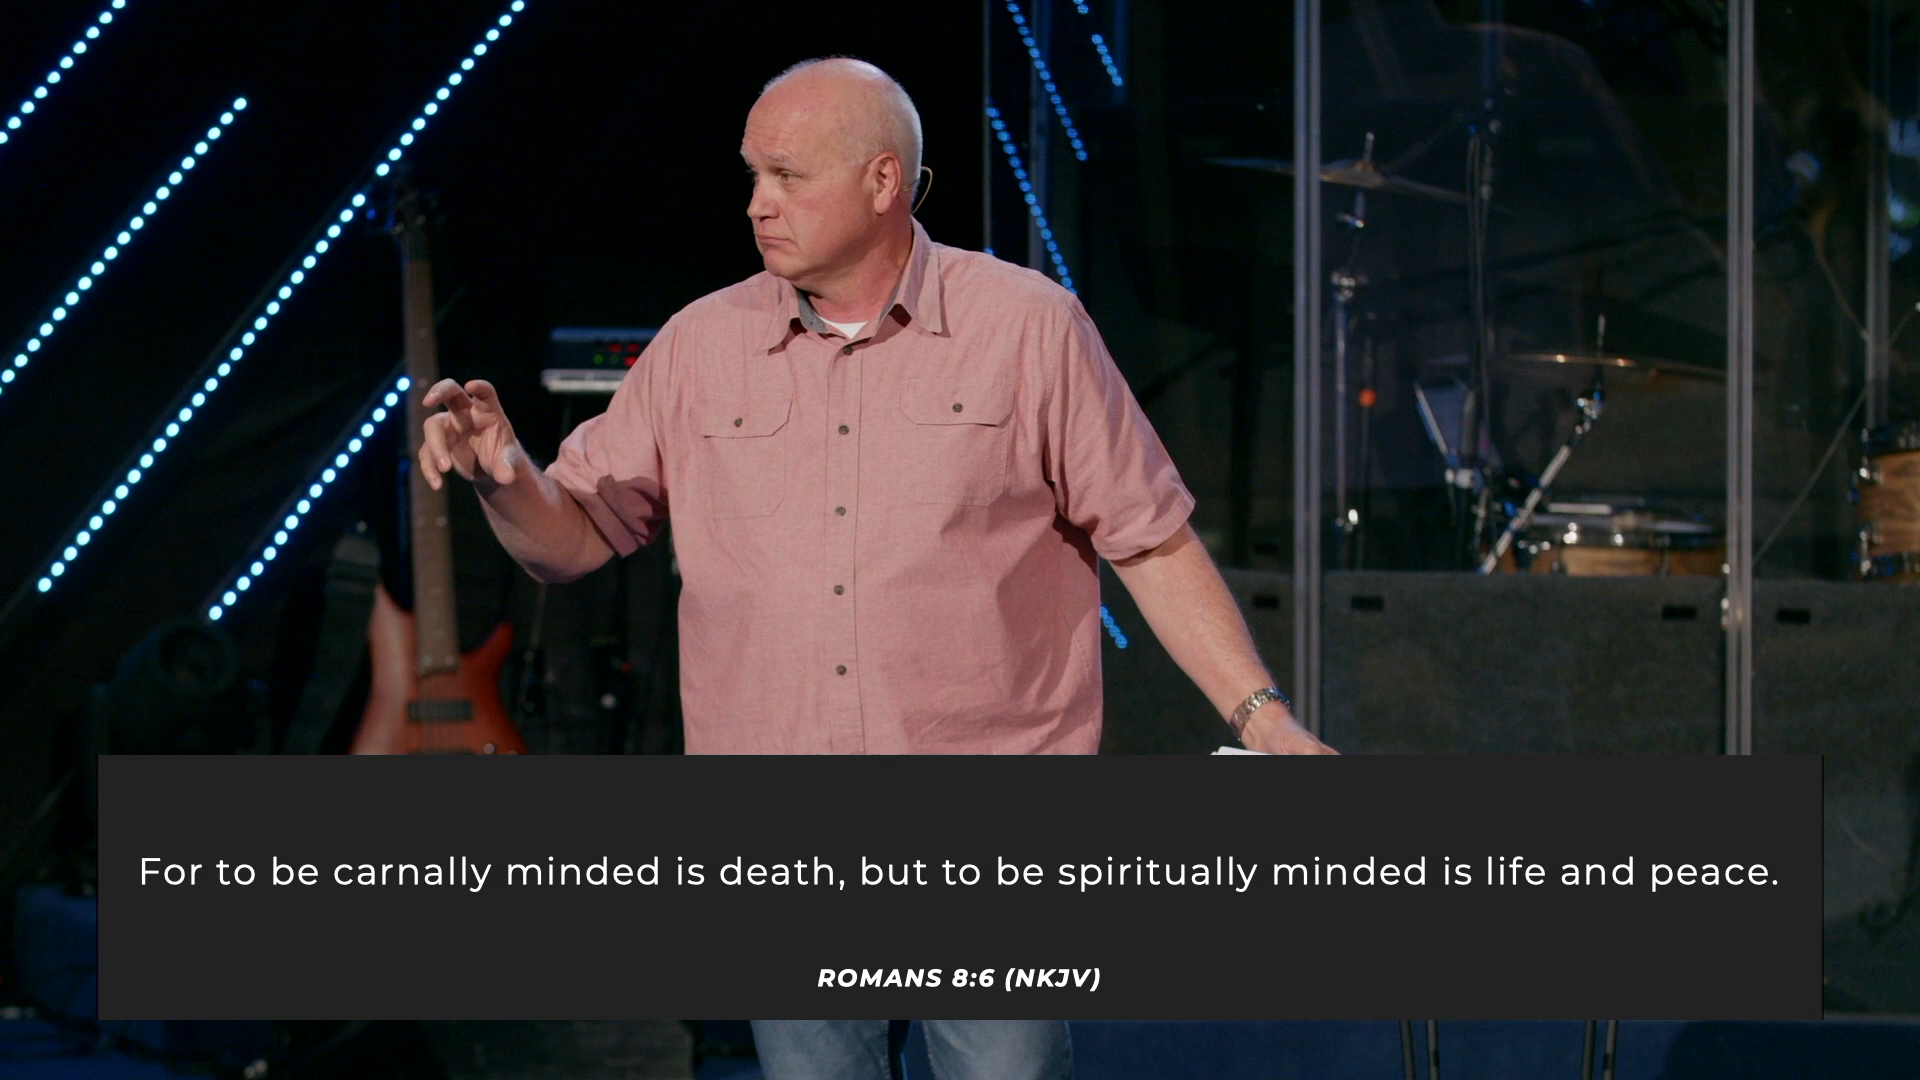 For to be carnally minded is death, but to be spiritually minded is life and peace.
ROMANS 8:6 (NKJV)